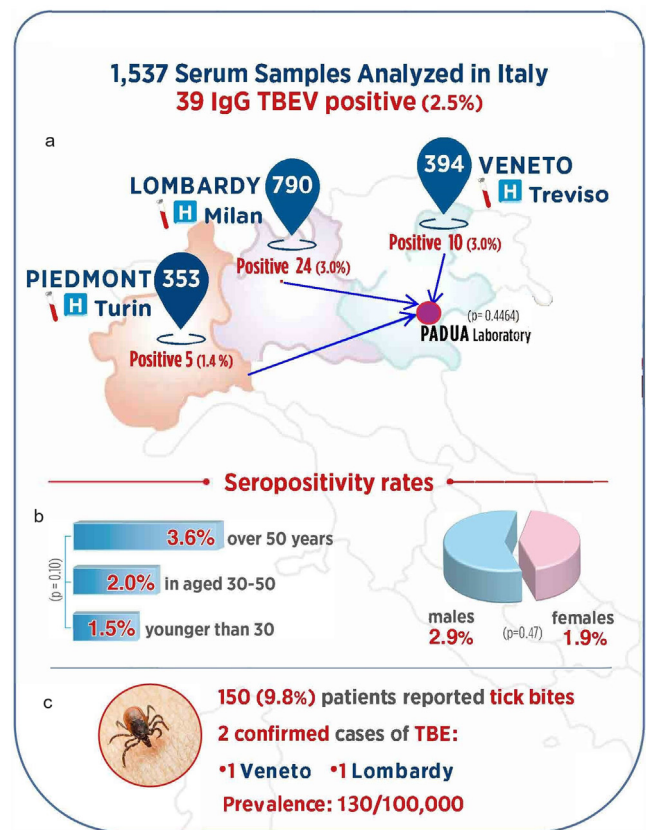 1,537 Serum Samples Analyzed in Italy
39 IgG TBEV positive (2.5%)
a
394 VENETO
H Treviso
Positive 10 (3.0%)
LOMBARDY 790
H Milan
Positive 24 (3.0%)
PIEDMONT 353
H Turin
Positive 5 (1.4 %)
(p= 0.4464)
PADUA Laboratory
Seropositivity rates
b
(p = 0.10)
3.6% over 50 years
2.0% in aged 30-50
1.5% younger than 30
males
2.9%
(p=0.47)
females
1.9%
c
150 (9.8%) patients reported tick bites
2 confirmed cases of TBE:
•1 Veneto •1 Lombardy
Prevalence: 130/100,000